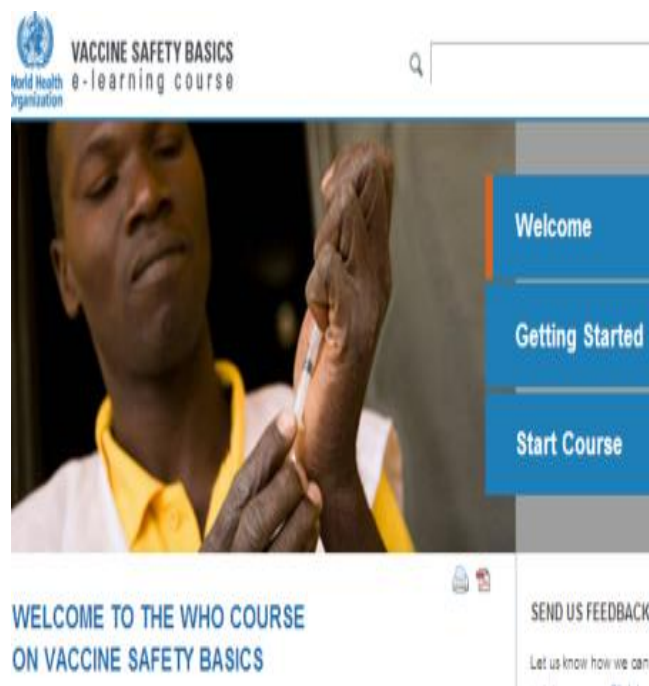 VACCINE SAFETY BASICS
e-learning course
World Health
Organization
Welcome
Getting Started
Start Course
WELCOME TO THE WHO COURSE
ON VACCINE SAFETY BASICS
SEND US FEEDBACK
Let us know how we can